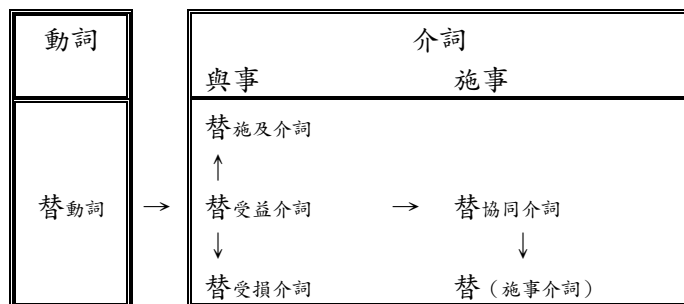 動詞 介詞
與事 施事
替施及介詞
↑
替動詞 → 替受益介詞 → 替協同介詞
↓ ↓
替受損介詞 替（施事介詞）